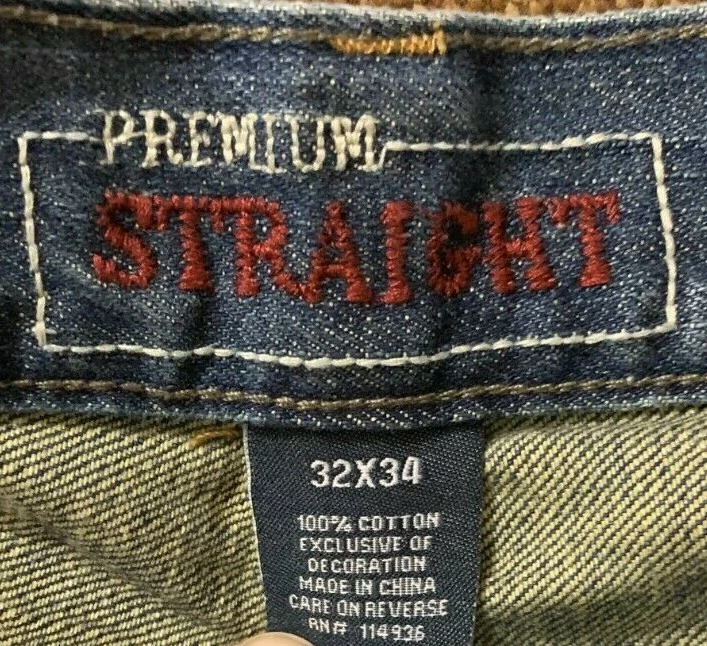 PREMIUM
STRAIGHT
32X34
100% COTTON
EXCLUSIVE OF
DECORATION
MADE IN CHINA
CARE ON REVERSE
RN# 114936